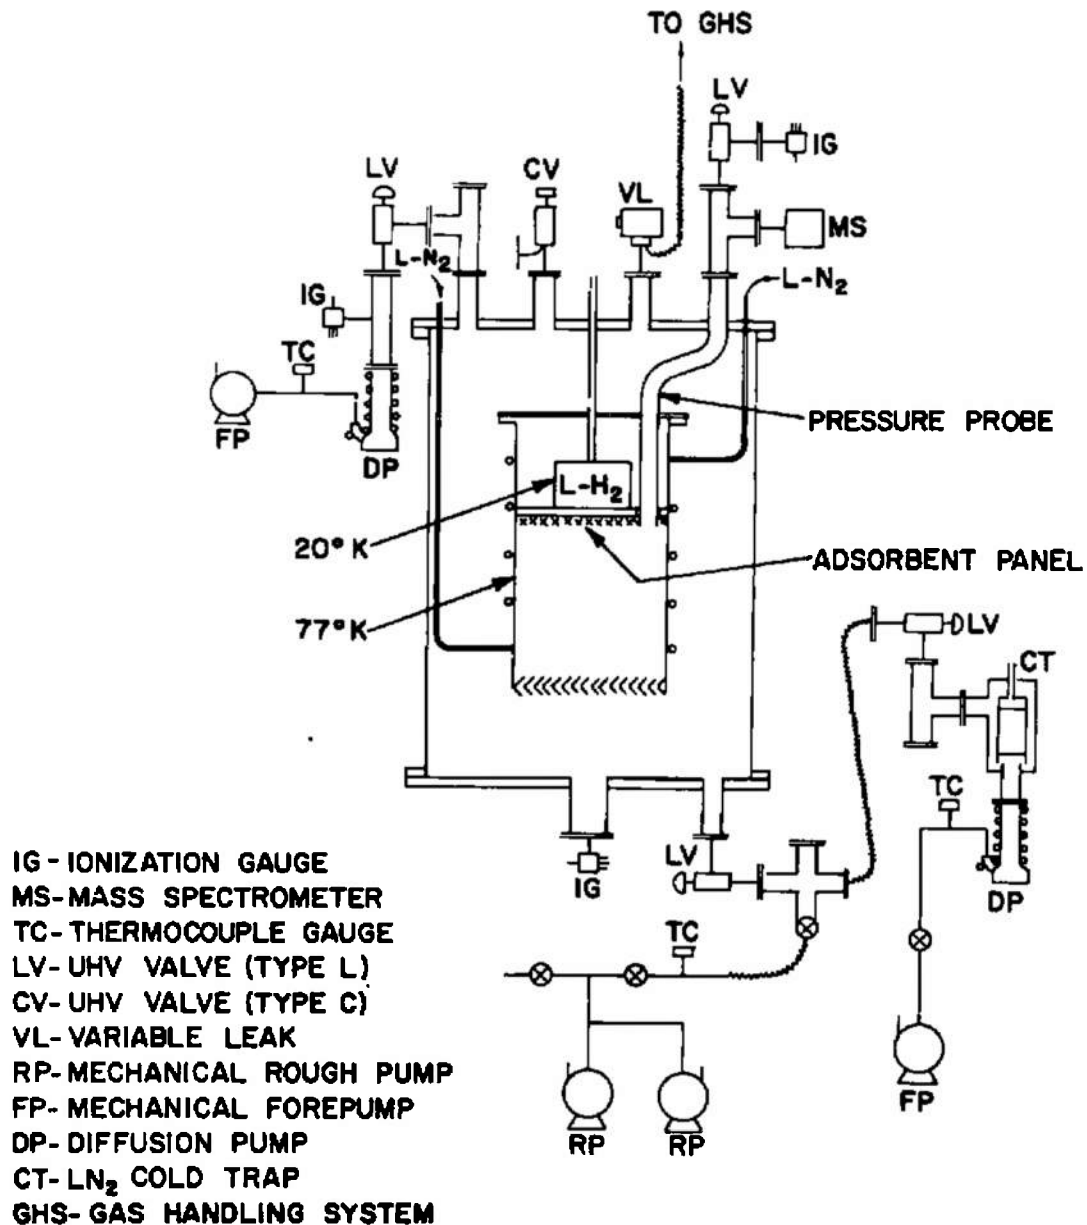 TO GHS
LV
IG
LV
CV
VL
MS
L-N2
L-N2
IG
TC
FP
DP
PRESSURE PROBE
L-H2
20°K
ADSORBENT PANEL
77°K
LV
CT
TC
DP
LV
IG
TC
FP
RP
RP
IG- IONIZATION GAUGE
MS- MASS SPECTROMETER
TC- THERMOCOUPLE GAUGE
LV- UHV VALVE (TYPE L)
CV- UHV VALVE (TYPE C)
VL- VARIABLE LEAK
RP- MECHANICAL ROUGH PUMP
FP- MECHANICAL FOREPUMP
DP- DIFFUSION PUMP
CT- LN2 COLD TRAP
GHS- GAS HANDLING SYSTEM